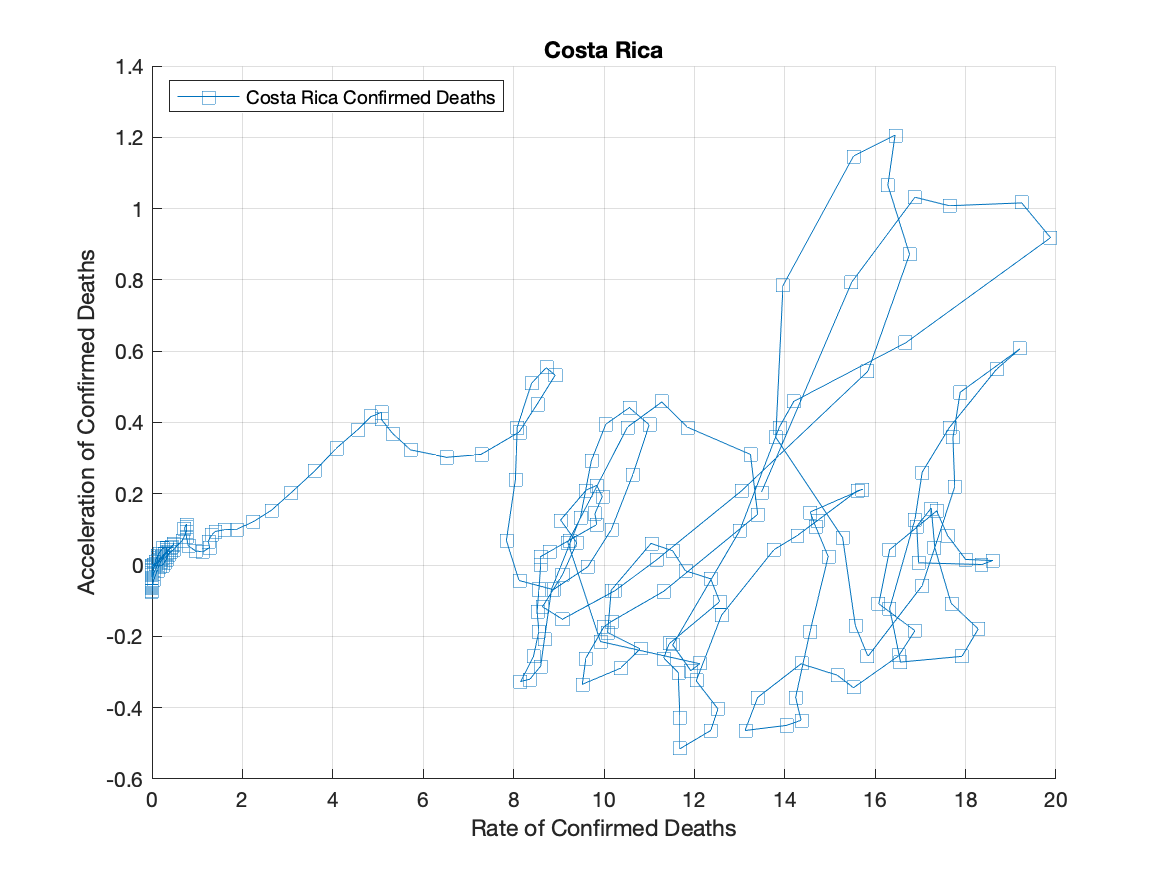 Costa Rica
Costa Rica Confirmed Deaths
1.4
1.2
1
0.8
0.6
0.4
0.2
0
-0.2
-0.4
-0.6
Acceleration of Confirmed Deaths
0 2 4 6 8 10 12 14 16 18 20
Rate of Confirmed Deaths